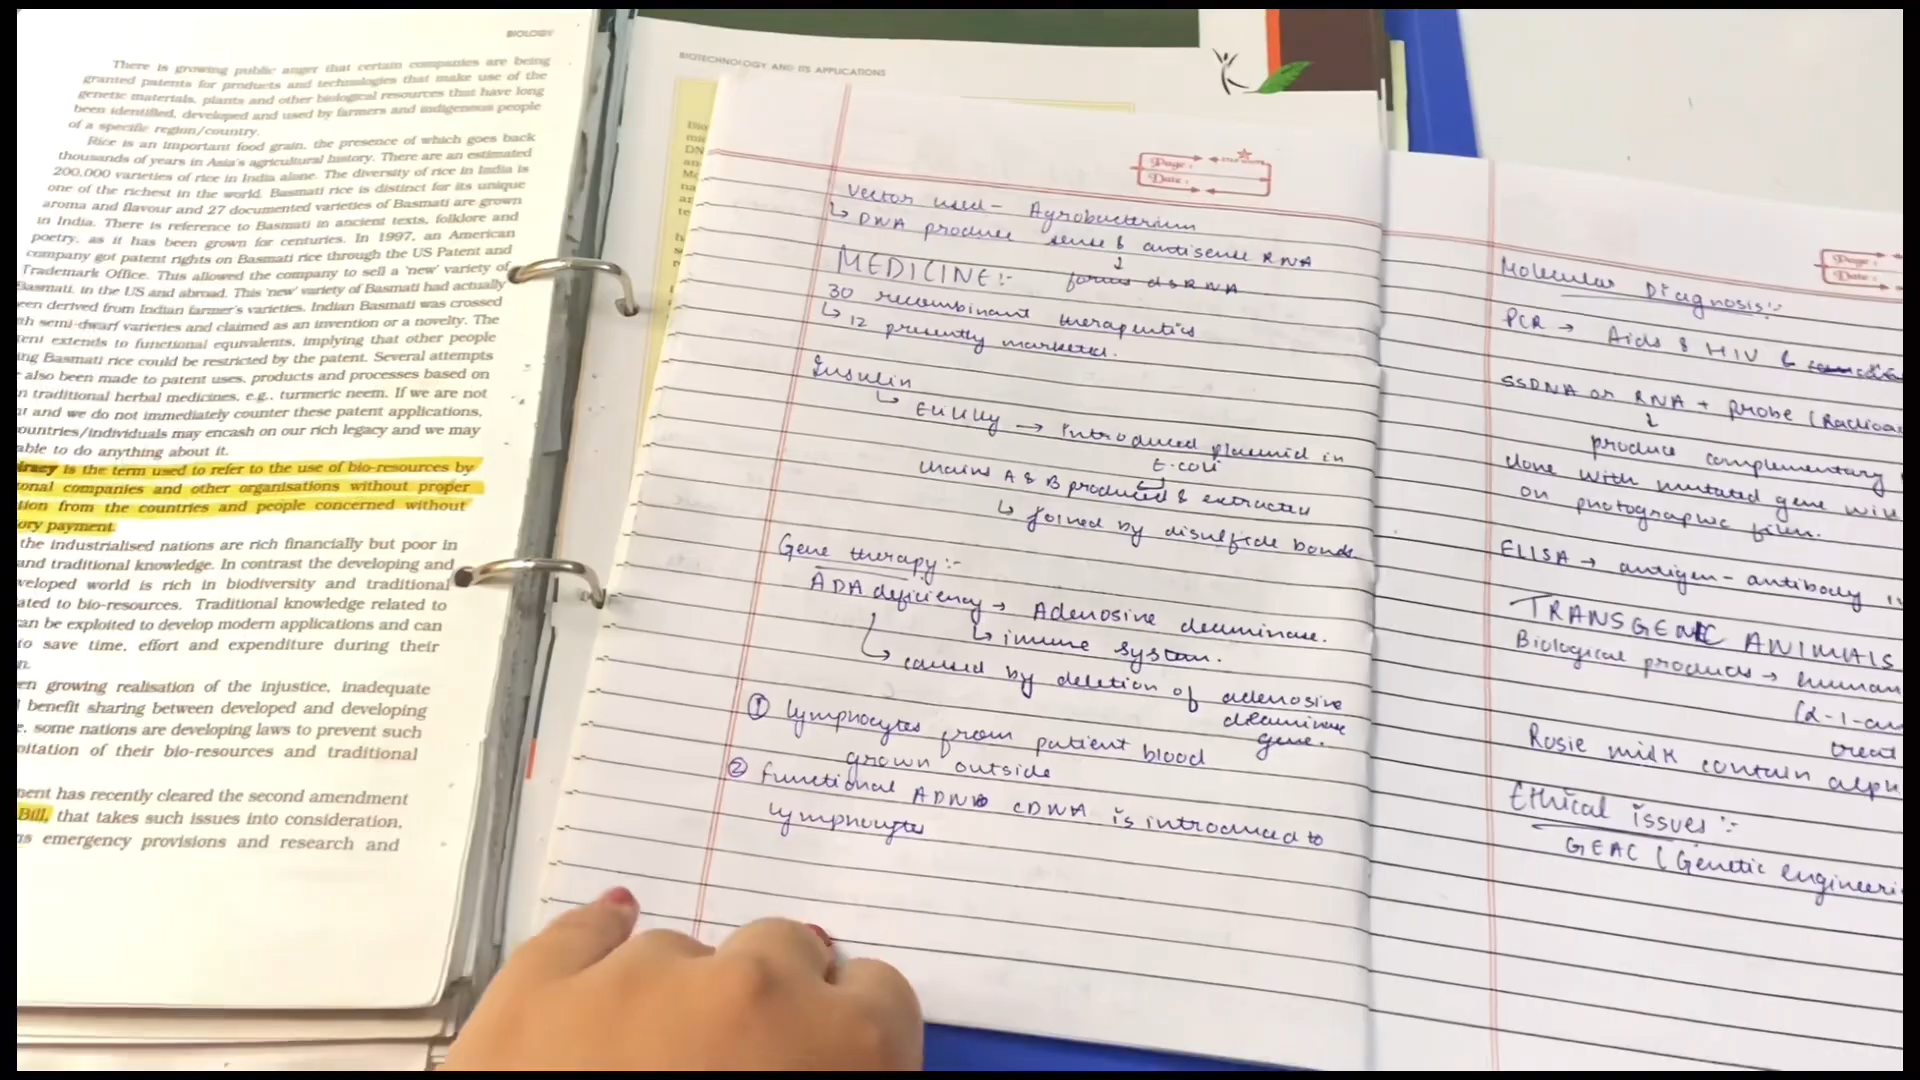 BIOLOGY
There is growing public anger that certain companies are being
granted patents for products and technologies that make use of the
genetic materials, plants and other biological resources that have long
been identified, developed and used by farmers and indigenous people
of a specific region/country.
Rice is an important food grain, the presence of which goes back
thousands of years in Asia's agricultural history. There are an estimated
200,000 varieties of rice in India alone. The diversity of rice in India is
one of the richest in the world. Basmati rice is distinct for its unique
aroma and flavour and 27 documented varieties of Basmati are grown
in India. There is reference to Basmati in ancient texts, folklore and
poetry, as it has been grown for centuries. In 1997, an American
company got patent rights on Basmati rice through the US Patent and
Trademark Office. This allowed the company to sell a 'new' variety of
Basmati, in the US and abroad. This 'new' variety of Basmati had actually
een derived from Indian farmer's varieties. Indian Basmati was crossed
th semi-dwarf varieties and claimed as an invention or a novelty. The
tent extends to functional equivalents, implying that other people
ing Basmati rice could be restricted by the patent. Several attempts
also been made to patent uses, products and processes based on
n traditional herbal medicines, e.g., turmeric neem. If we are not
t and we do not immediately counter these patent applications,
ountries/individuals may encash on our rich legacy and we may
able to do anything about it.
iracy is the term used to refer to the use of bio-resources by
onal companies and other organisations without proper
tion from the countries and people concerned without
ory payment.
the industrialised nations are rich financially but poor in
and traditional knowledge. In contrast the developing and
veloped world is rich in biodiversity and traditional
ated to bio-resources. Traditional knowledge related to
an be exploited to develop modern applications and can
to save time, effort and expenditure during their
n.
en growing realisation of the injustice, inadequate
benefit sharing between developed and developing
e, some nations are developing laws to prevent such
oitation of their bio-resources and traditional
ment has recently cleared the second amendment
Bill, that takes such issues into consideration,
ns emergency provisions and research and
BIOTECHNOLOGY AND ITS APPLICATIONS
Page:
Date:
Vector used - Agrobacterium
↳ DNA produce sense & antisense RNA
↓
forms dsRNA
MEDICINE:-
30 recombinant therapeutics
↳ 12 presently marketed.
Insulin
↳ Eli Lilly → introduced plasmid in
E.coli
chains A & B produced & extracted
↳ joined by disulfide bonds
Gene therapy:-
ADA deficiency → Adenosine deaminase.
↳ immune system.
↳ caused by deletion of adenosine
deaminase
gene.
① lymphocytes from patient blood
grown outside
② functional cDNA is introduced to
lymphocytes
Page:
Date:
Molecular Diagnosis:-
PCR → Aids & HIV &
SSDNA or RNA + probe (Radioa
↓
produce complementary
clone with mutated gene will
on photographic film.
ELISA → antigen-antibody i
TRANSGENIC ANIMALS
Biological products → human
(α-1-an
treat
Rosie milk contain alph
Ethical issues:-
GEAC (Genetic engineeri